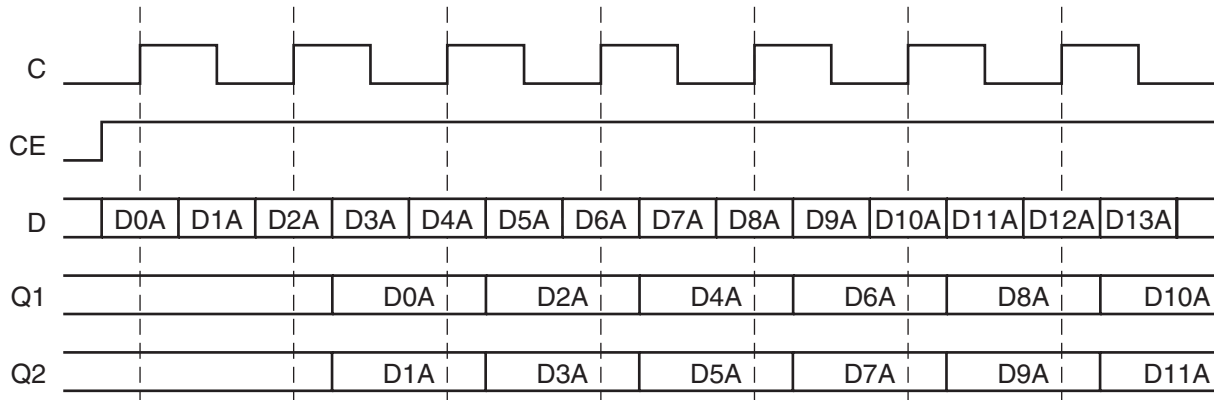 C
CE
D D0A D1A D2A D3A D4A D5A D6A D7A D8A D9A D10A D11A D12A D13A
Q1 D0A D2A D4A D6A D8A D10A
Q2 D1A D3A D5A D7A D9A D11A